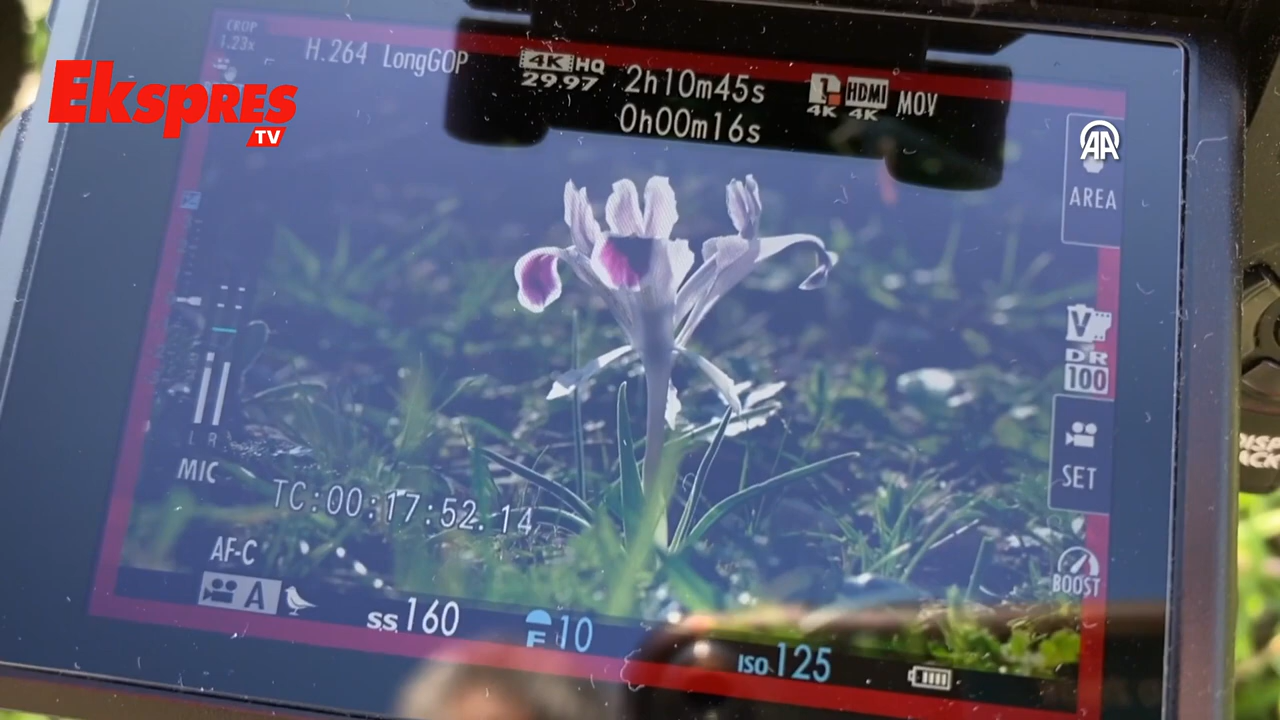 CROP
1.23x
H.264 LongGOP
4K HQ
29.97
2h10m45s
0h00m16s
1
4K
HDMI
4K
MOV
Ekspres
TV
AA
AREA
V
DR
100
SET
BOOST
L R
MIC
TC:00:17:52.14
AF-C
A
SS 160
F 10
ISO 125